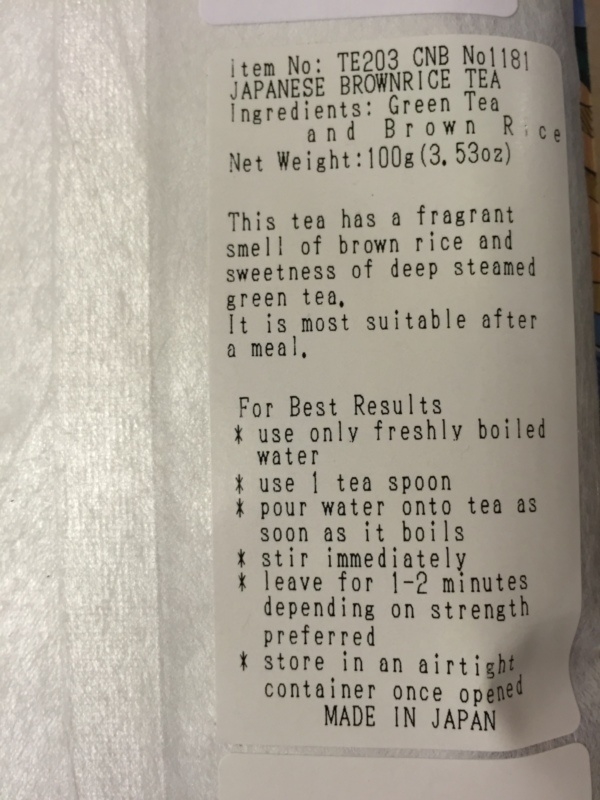 item No: TE203 CNB No1181
JAPANESE BROWNRICE TEA
Ingredients: Green Tea
and Brown Rice
Net Weight:100g(3.53oz)
This tea has a fragrant
smell of brown rice and
sweetness of deep steamed
green tea.
It is most suitable after
a meal.
For Best Results
* use only freshly boiled
water
* use 1 tea spoon
* pour water onto tea as
soon as it boils
* stir immediately
* leave for 1-2 minutes
depending on strength
preferred
* store in an airtight
container once opened
MADE IN JAPAN